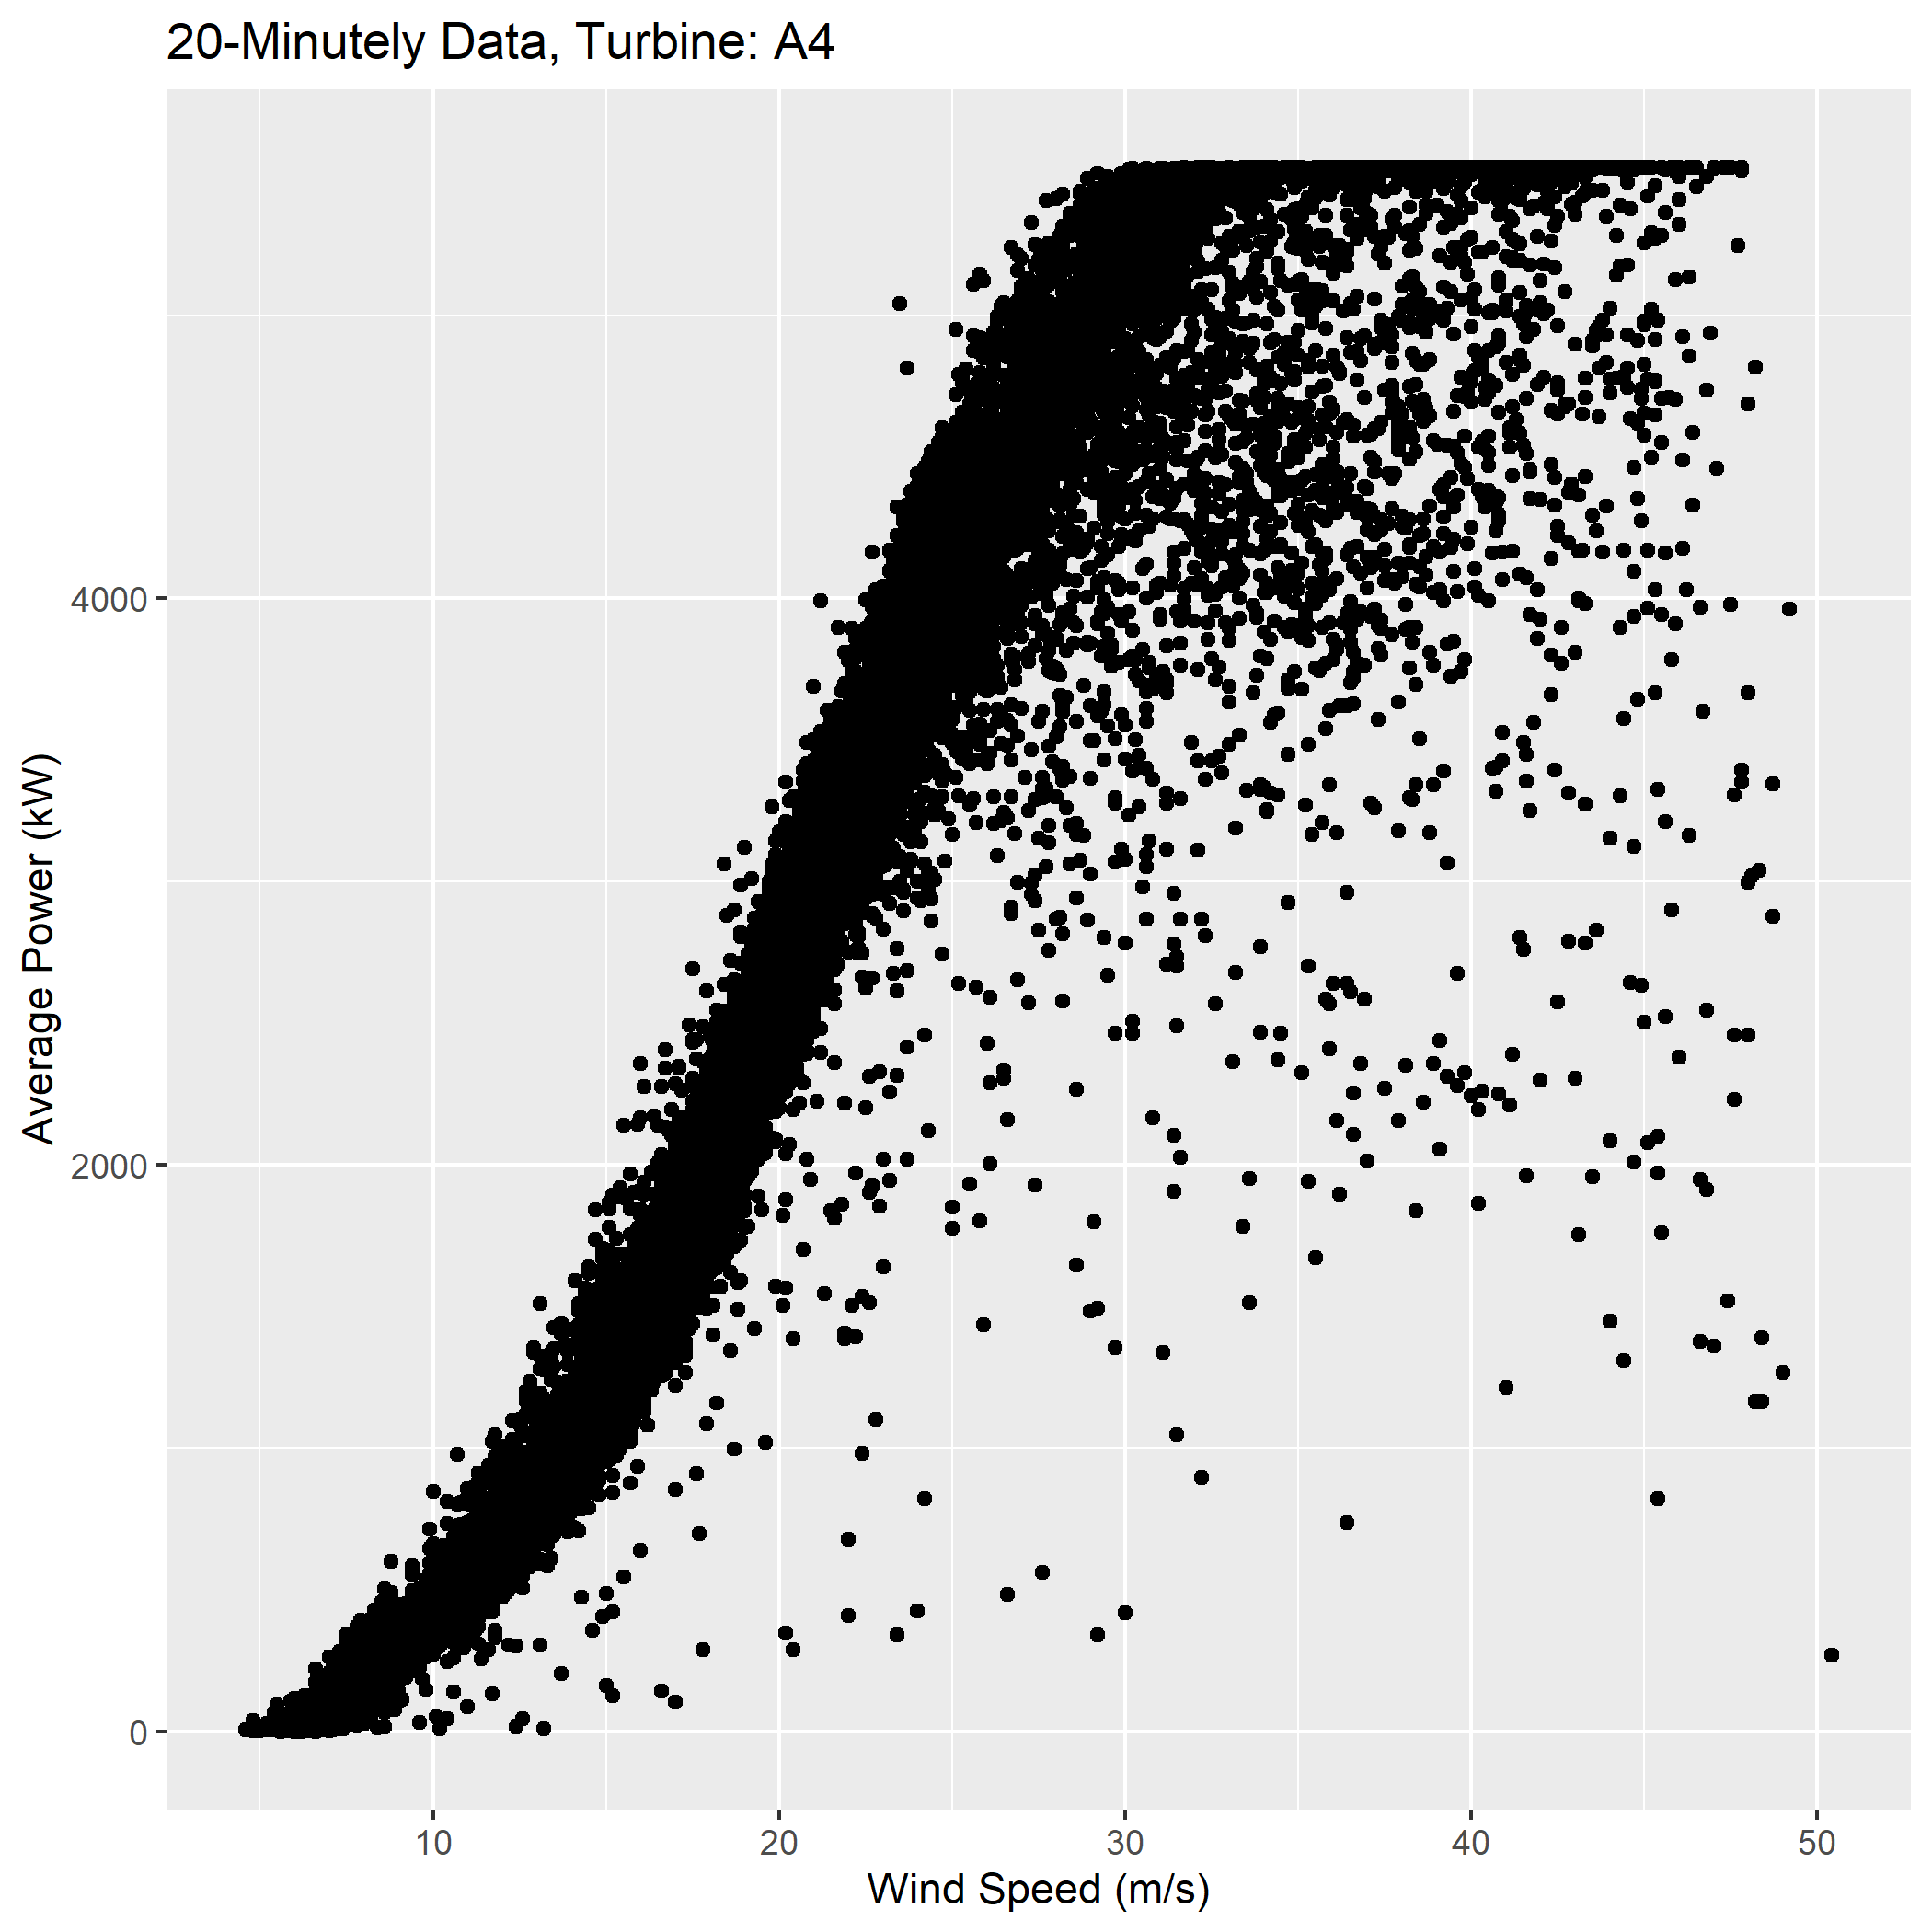 20-Minutely Data, Turbine: A4
Average Power (kW)
4000
2000
0
10 20 30 40 50
Wind Speed (m/s)